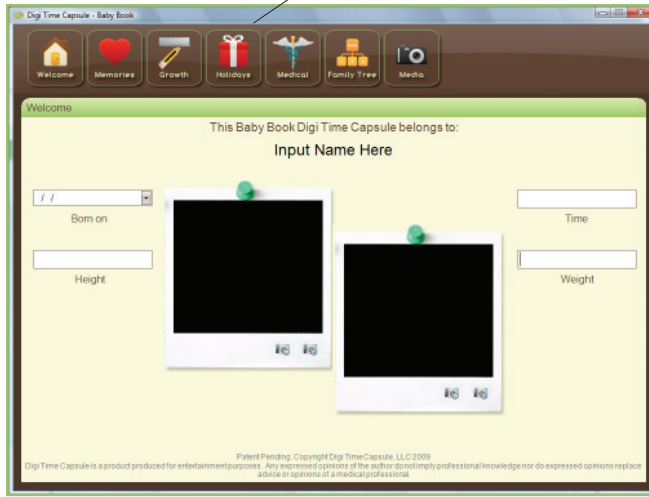 Digi Time Capsule - Baby Book
Welcome Memories Growth Holidays Medical Family Tree Media
Welcome
This Baby Book Digi Time Capsule belongs to:
Input Name Here
/ /
Born on
Time
Height
Weight
Patent Pending, Copyright Digi Time Capsule, LLC 2009
Digi Time Capsule is a product produced for entertainment purposes. Any expressed opinions of the author do not imply professional knowledge nor do expressed opinions replace
advice or opinions of a medical professional